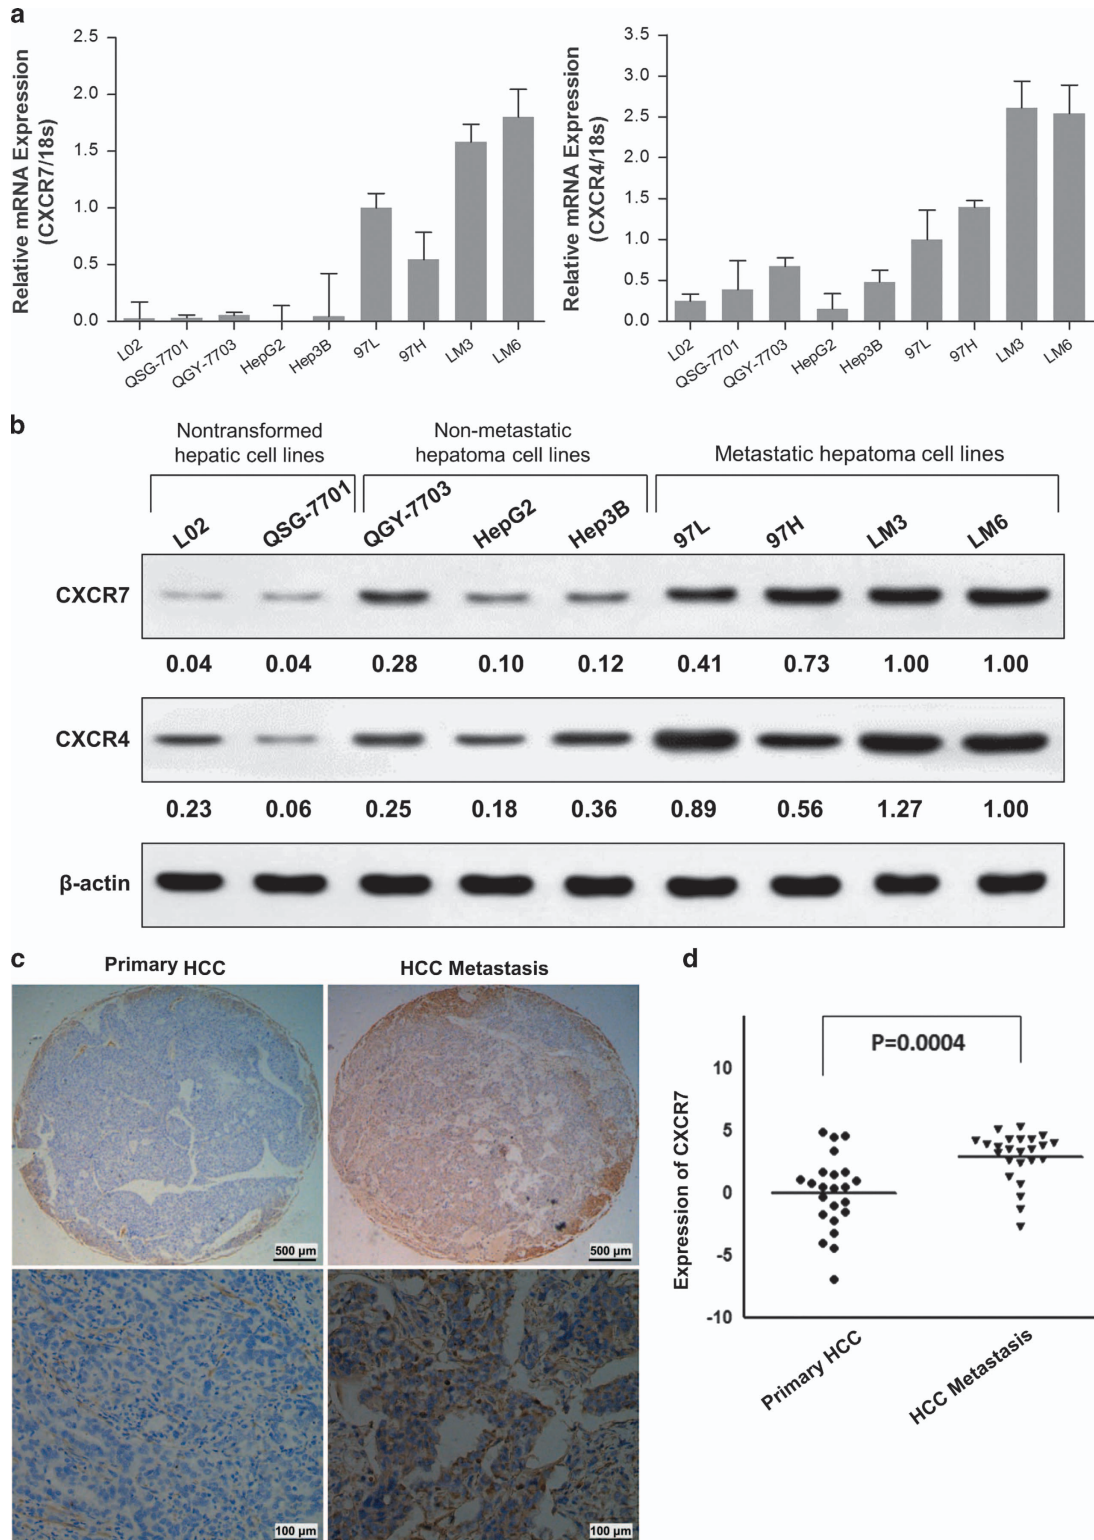 a
Relative mRNA Expression
(CXCR7/18s)
2.5
2.0
1.5
1.0
0.5
0.0
L02
QSG-7701
QGY-7703
HepG2
Hep3B
97L
97H
LM3
LM6
Relative mRNA Expression
(CXCR4/18s)
3.5
3.0
2.5
2.0
1.5
1.0
0.5
0.0
L02
QSG-7701
QGY-7703
HepG2
Hep3B
97L
97H
LM3
LM6
b
Nontransformed
hepatic cell lines
Non-metastatic
hepatoma cell lines
Metastatic hepatoma cell lines
L02 QSG-7701 QGY-7703 HepG2 Hep3B 97L 97H LM3 LM6
CXCR7
0.04 0.04 0.28 0.10 0.12 0.41 0.73 1.00 1.00
CXCR4
0.23 0.06 0.25 0.18 0.36 0.89 0.56 1.27 1.00
β-actin
c
Primary HCC
HCC Metastasis
500 µm
500 µm
100 µm
100 µm
d
P=0.0004
Expression of CXCR7
10
5
0
-5
-10
Primary HCC
HCC Metastasis